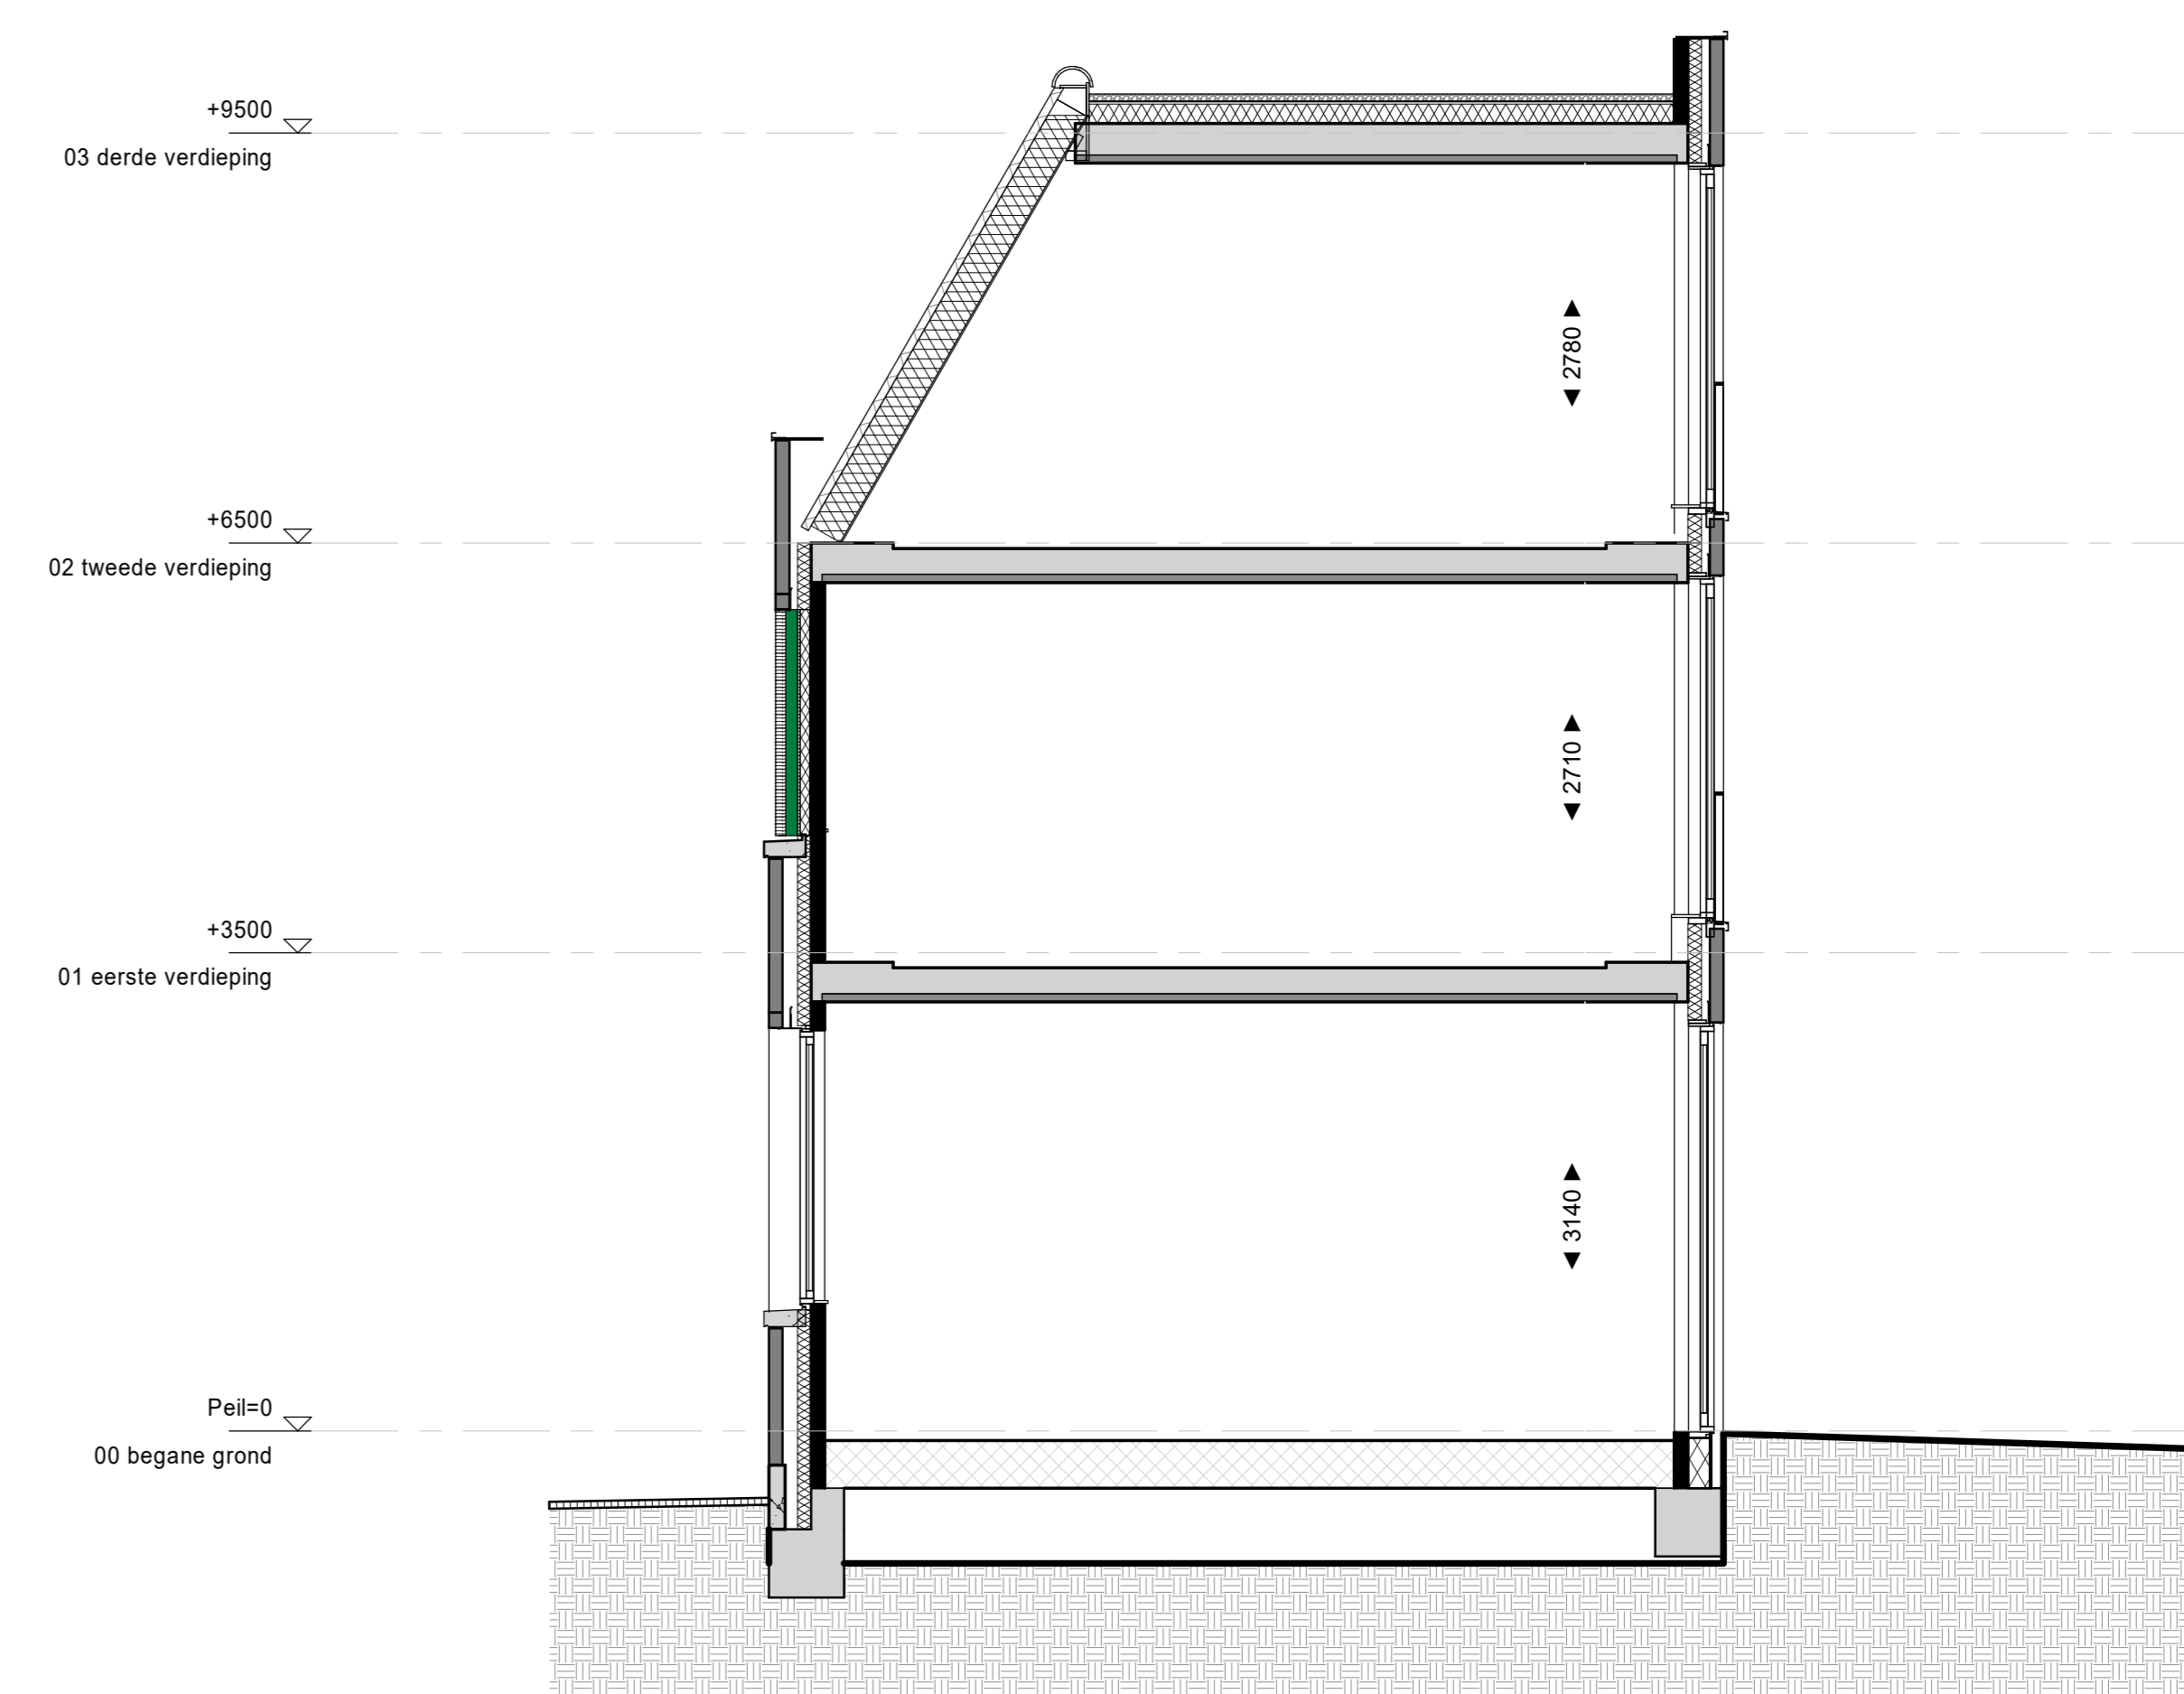 +9500
03 derde verdieping
2780
+6500
02 tweede verdieping
2710
+3500
01 eerste verdieping
3140
Peil=0
00 begane grond